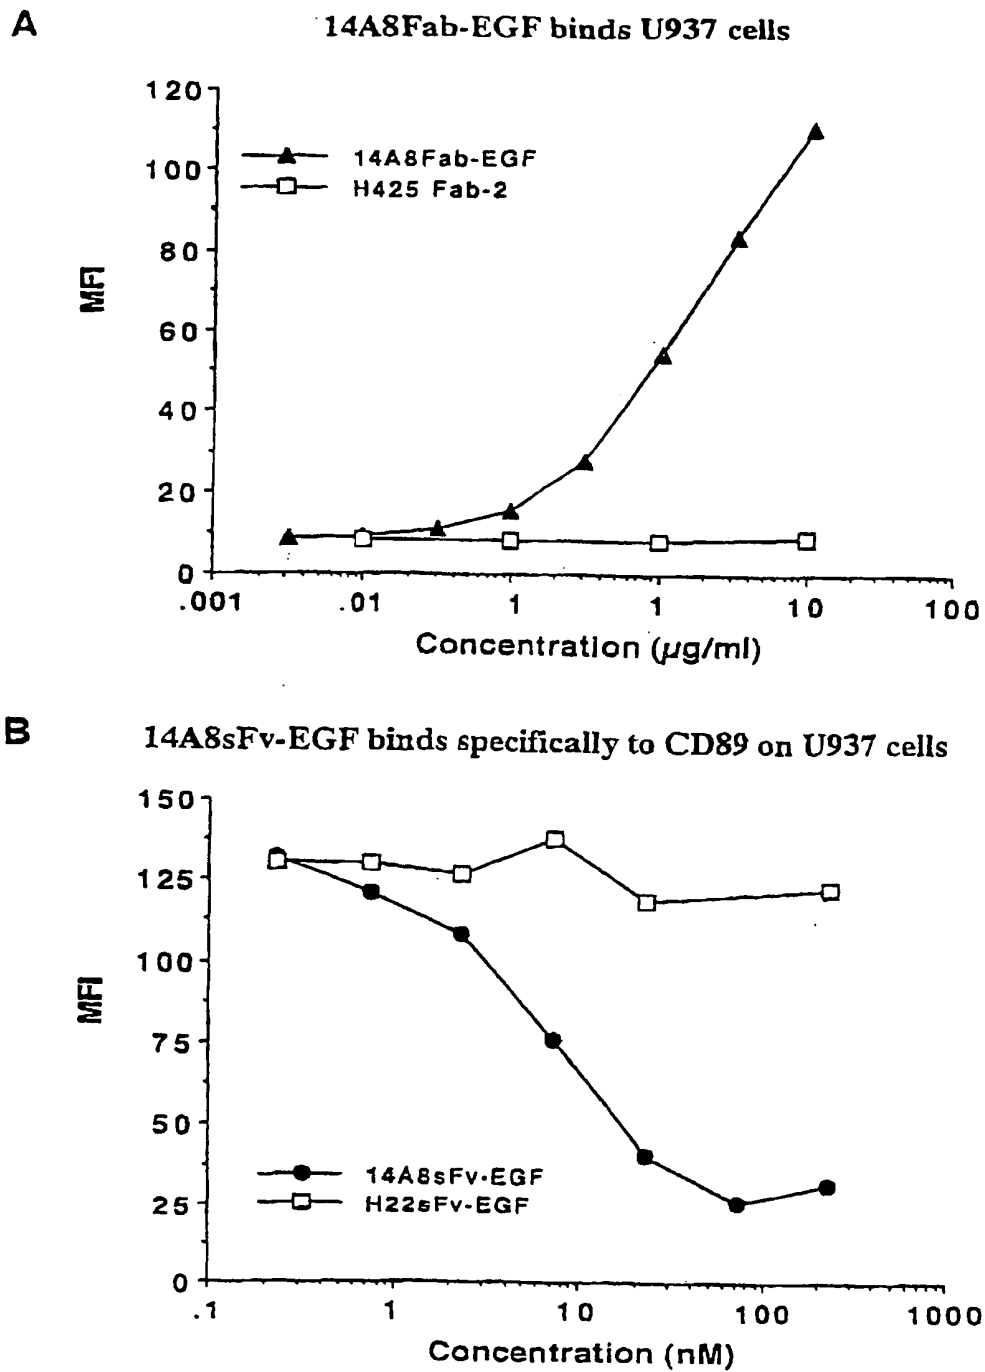 A
14A8Fab-EGF binds U937 cells
120
100
80
60
40
20
0
MFI
14A8Fab-EGF
H425 Fab-2
.001 .01 1 1 10 100
Concentration (µg/ml)
B
14A8sFv-EGF binds specifically to CD89 on U937 cells
150
125
100
75
50
25
0
MFI
14A8sFv-EGF
H22sFv-EGF
.1 1 10 100 1000
Concentration (nM)